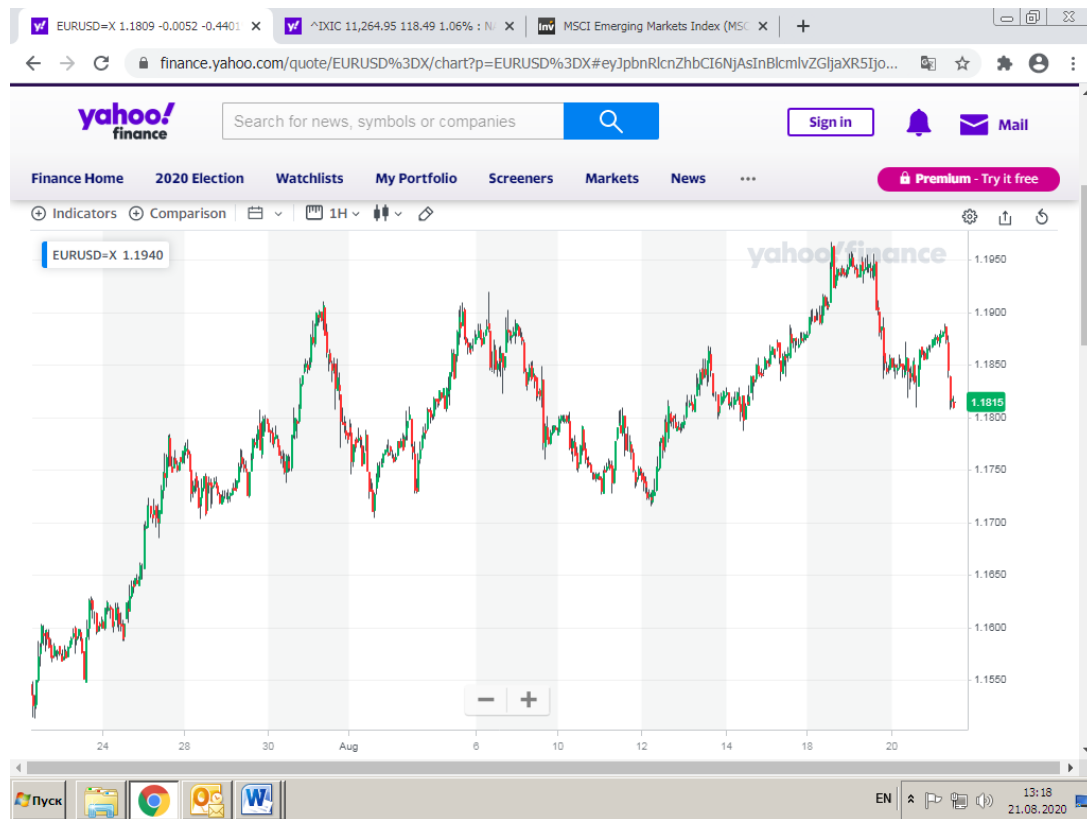 EURUSD=X 1.1809 -0.0052 -0.4401
^IXIC 11,264.95 118.49 1.06% : N
MSCI Emerging Markets Index (MSC
finance.yahoo.com/quote/EURUSD%3DX/chart?p=EURUSD%3DX#eyJpbnRlcnZhbCI6NjAsInBlcmlvZGljaXR5Ijo...
yahoo!
finance
Search for news, symbols or companies
Sign in
Mail
Finance Home 2020 Election Watchlists My Portfolio Screeners Markets News ... Premium - Try it free
Indicators Comparison 1H
EURUSD=X 1.1940
yahoo!finance
1.1950
1.1900
1.1850
1.1815
1.1800
1.1750
1.1700
1.1650
1.1600
1.1550
24 28 30 Aug 6 10 12 14 18 20
Пуск
EN
13:18
21.08.2020